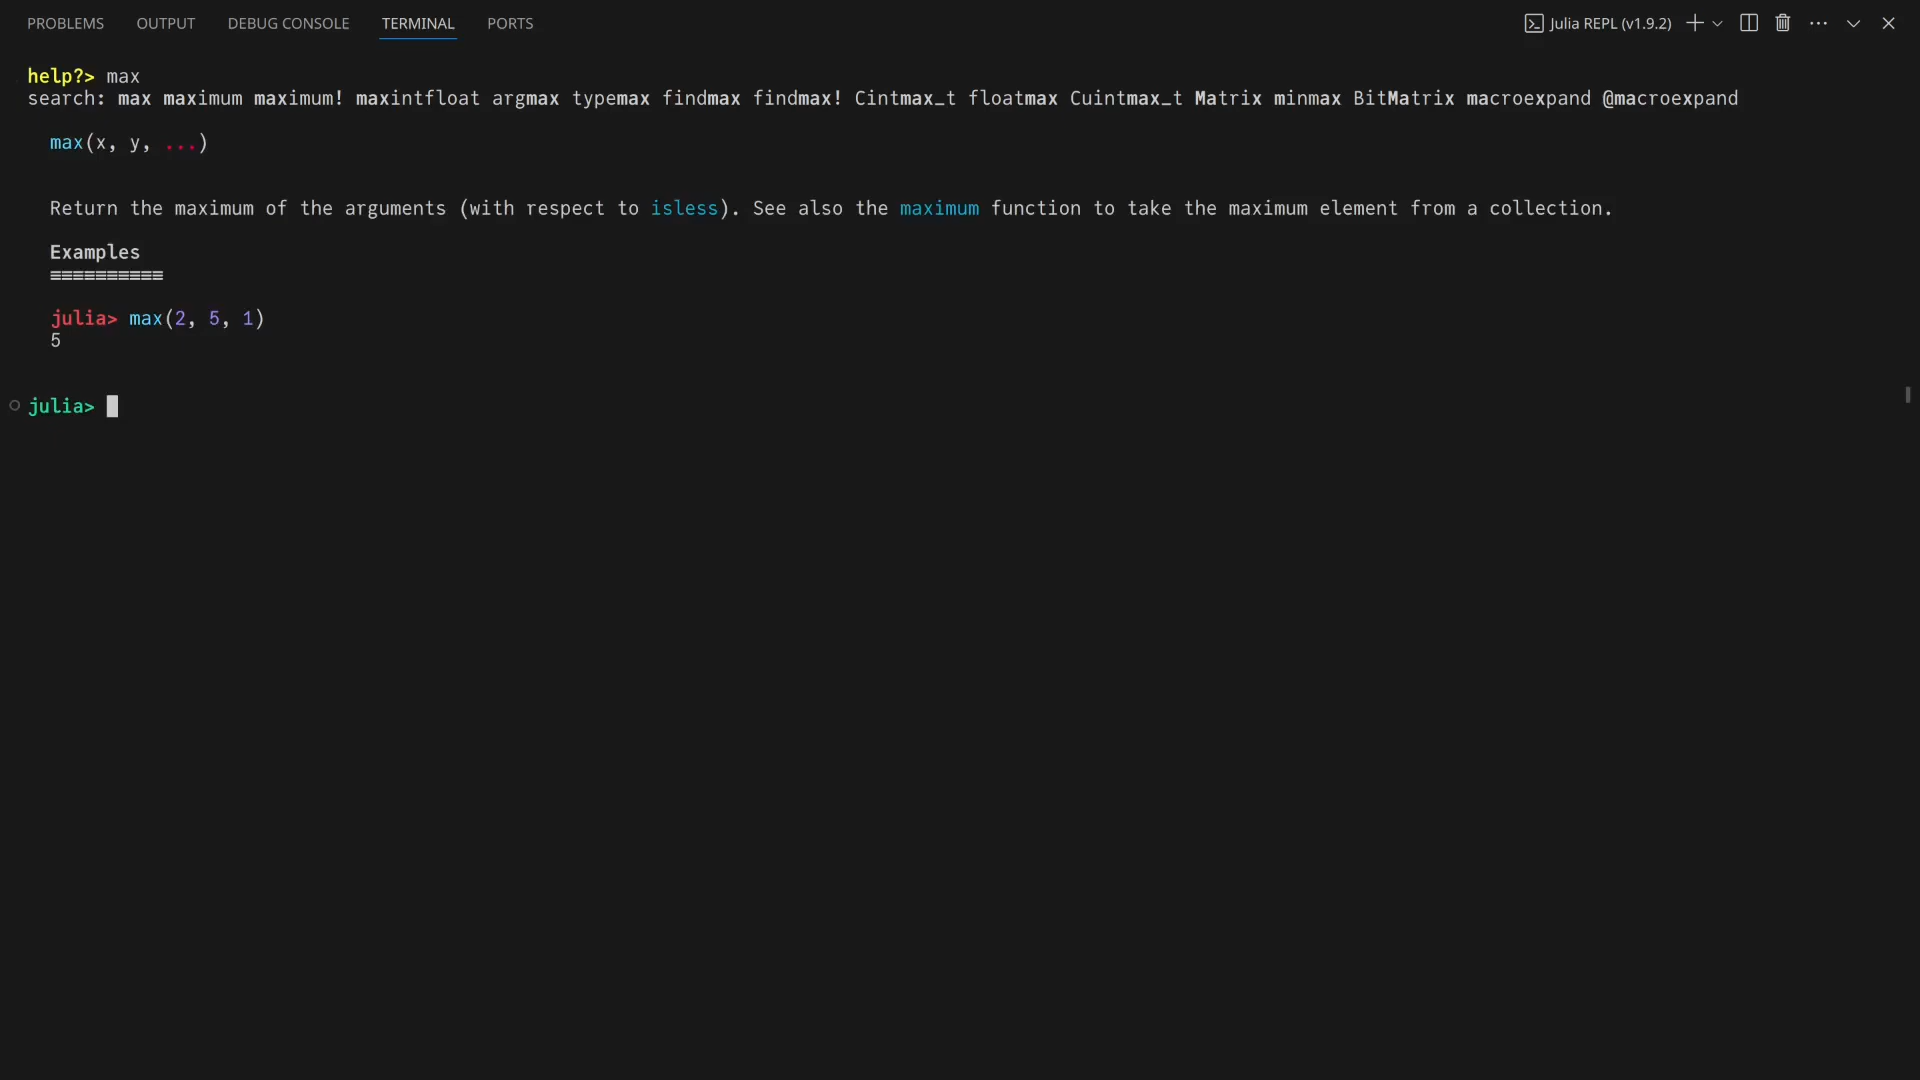 PROBLEMS OUTPUT DEBUG CONSOLE TERMINAL PORTS Julia REPL (v1.9.2)
help?> max
search: max maximum maximum! maxintfloat argmax typemax findmax findmax! Cintmax_t floatmax Cuintmax_t Matrix minmax BitMatrix macroexpand @macroexpand
max(x, y, ...)
Return the maximum of the arguments (with respect to isless). See also the maximum function to take the maximum element from a collection.
Examples
≡≡≡≡≡≡≡≡≡≡
julia> max(2, 5, 1)
5
julia>